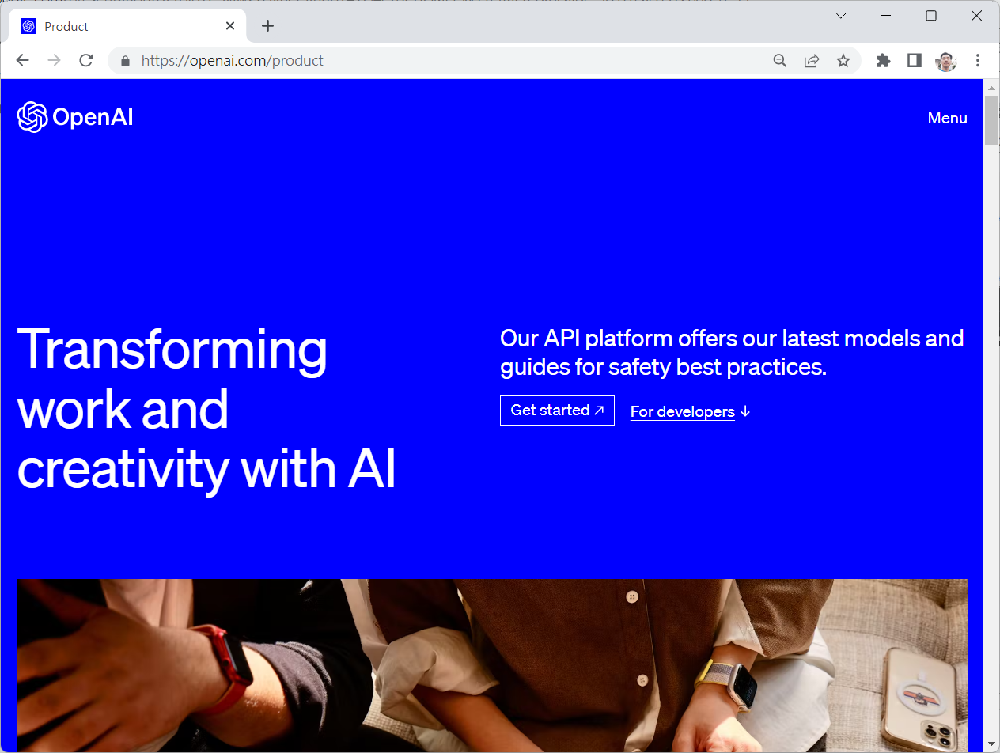 Product
https://openai.com/product
OpenAI
Menu
Transforming
work and
creativity with AI
Our API platform offers our latest models and
guides for safety best practices.
Get started ↗
For developers ↓